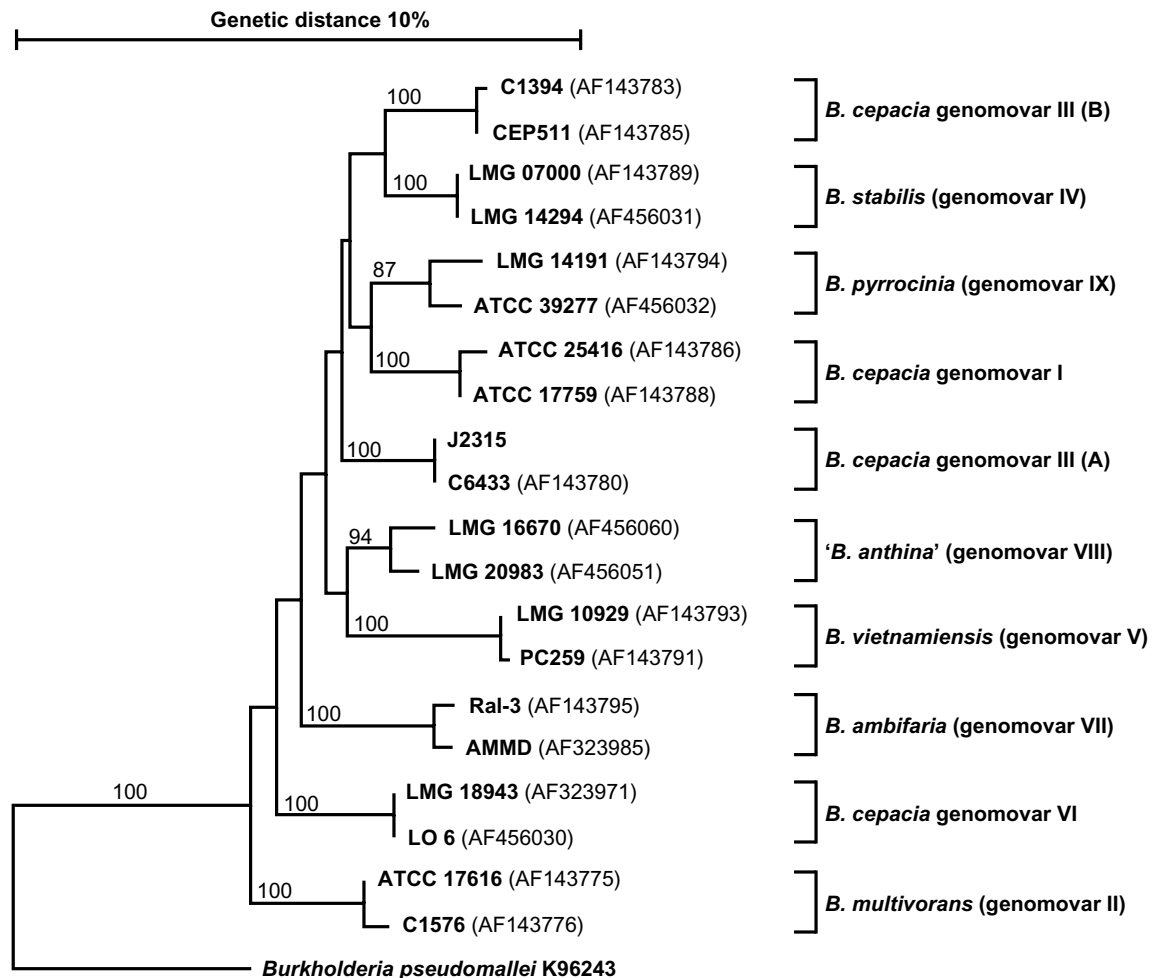 Genetic distance 10%
100
C1394 (AF143783)
CEP511 (AF143785)
B. cepacia genomovar III (B)
100
LMG 07000 (AF143789)
LMG 14294 (AF456031)
B. stabilis (genomovar IV)
87
LMG 14191 (AF143794)
ATCC 39277 (AF456032)
B. pyrrocinia (genomovar IX)
100
ATCC 25416 (AF143786)
ATCC 17759 (AF143788)
B. cepacia genomovar I
100
J2315
C6433 (AF143780)
B. cepacia genomovar III (A)
94
LMG 16670 (AF456060)
LMG 20983 (AF456051)
‘B. anthina’ (genomovar VIII)
100
LMG 10929 (AF143793)
PC259 (AF143791)
B. vietnamiensis (genomovar V)
100
Ral-3 (AF143795)
AMMD (AF323985)
B. ambifaria (genomovar VII)
100
100
LMG 18943 (AF323971)
LO 6 (AF456030)
B. cepacia genomovar VI
100
ATCC 17616 (AF143775)
C1576 (AF143776)
B. multivorans (genomovar II)
Burkholderia pseudomallei K96243